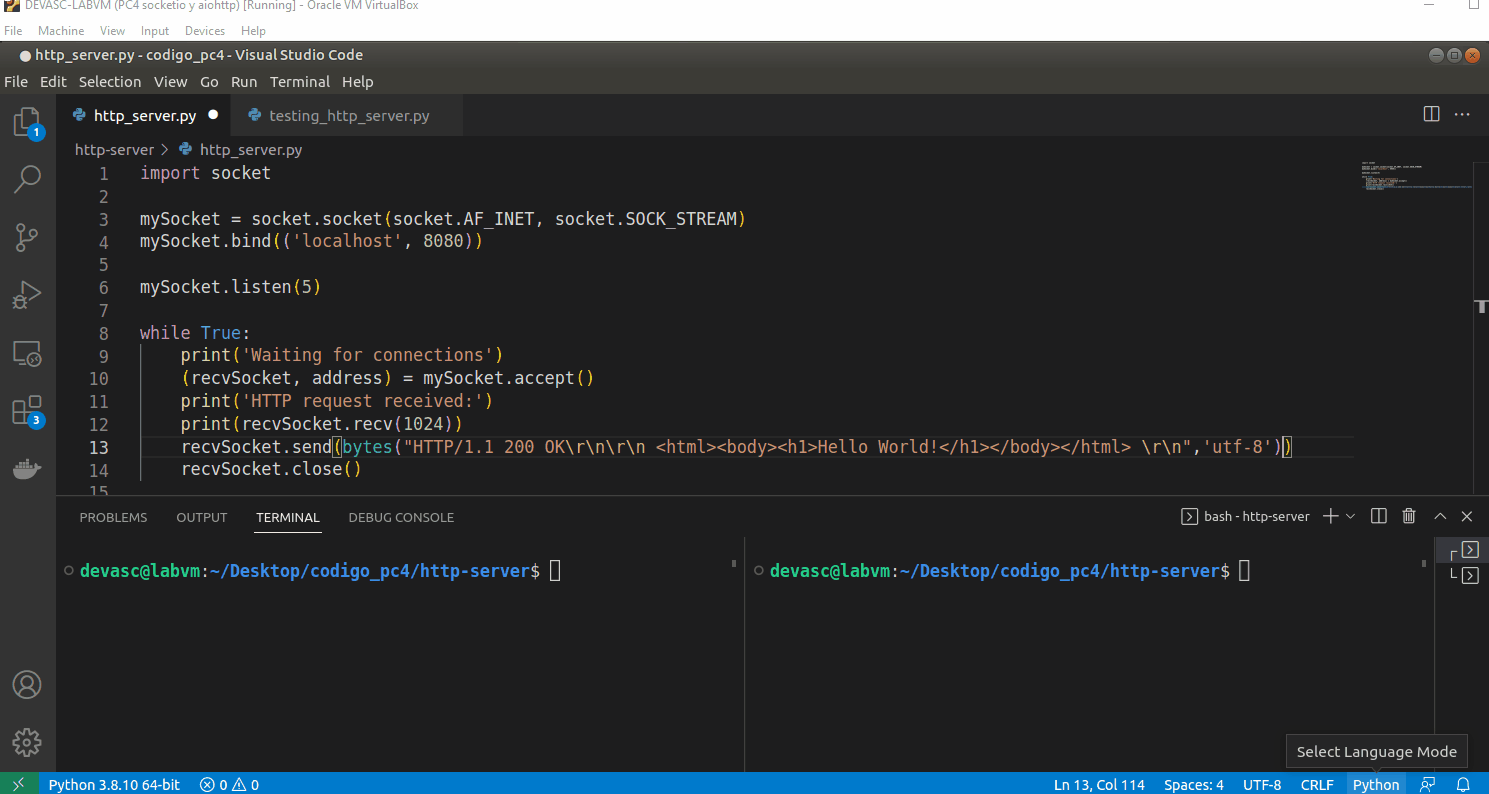 DEVASC-LABVM (PC4 socketio y aiohttp) [Running] - Oracle VM VirtualBox
File Machine View Input Devices Help
● http_server.py - codigo_pc4 - Visual Studio Code
File Edit Selection View Go Run Terminal Help
http_server.py ● testing_http_server.py
http-server > http_server.py
1 import socket
2
3 mySocket = socket.socket(socket.AF_INET, socket.SOCK_STREAM)
4 mySocket.bind(('localhost', 8080))
5
6 mySocket.listen(5)
7
8 while True:
9     print('Waiting for connections')
10     (recvSocket, address) = mySocket.accept()
11     print('HTTP request received:')
12     print(recvSocket.recv(1024))
13     recvSocket.send(bytes("HTTP/1.1 200 OK\r\n\r\n <html><body><h1>Hello World!</h1></body></html> \r\n",'utf-8'))
14     recvSocket.close()
15
PROBLEMS OUTPUT TERMINAL DEBUG CONSOLE bash - http-server
devasc@labvm:~/Desktop/codigo_pc4/http-server$ devasc@labvm:~/Desktop/codigo_pc4/http-server$
1
3
Select Language Mode
Python 3.8.10 64-bit 0 0 Ln 13, Col 114 Spaces: 4 UTF-8 CRLF Python